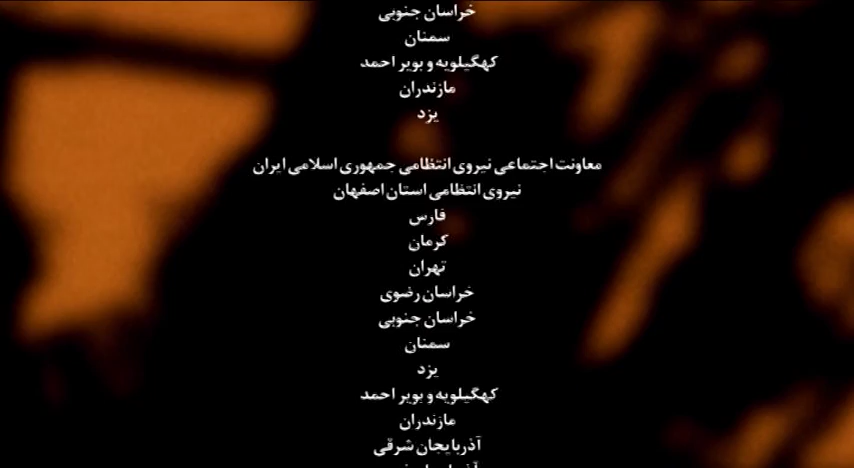 خراسان جنوبی
سمنان
کهگیلویه و بویر احمد
مازندران
یزد
معاونت اجتماعی نیروی انتظامی جمهوری اسلامی ایران
نیروی انتظامی استان اصفهان
فارس
کرمان
تهران
خراسان رضوی
خراسان جنوبی
سمنان
یزد
کهگیلویه و بویر احمد
مازندران
آذربایجان شرقی